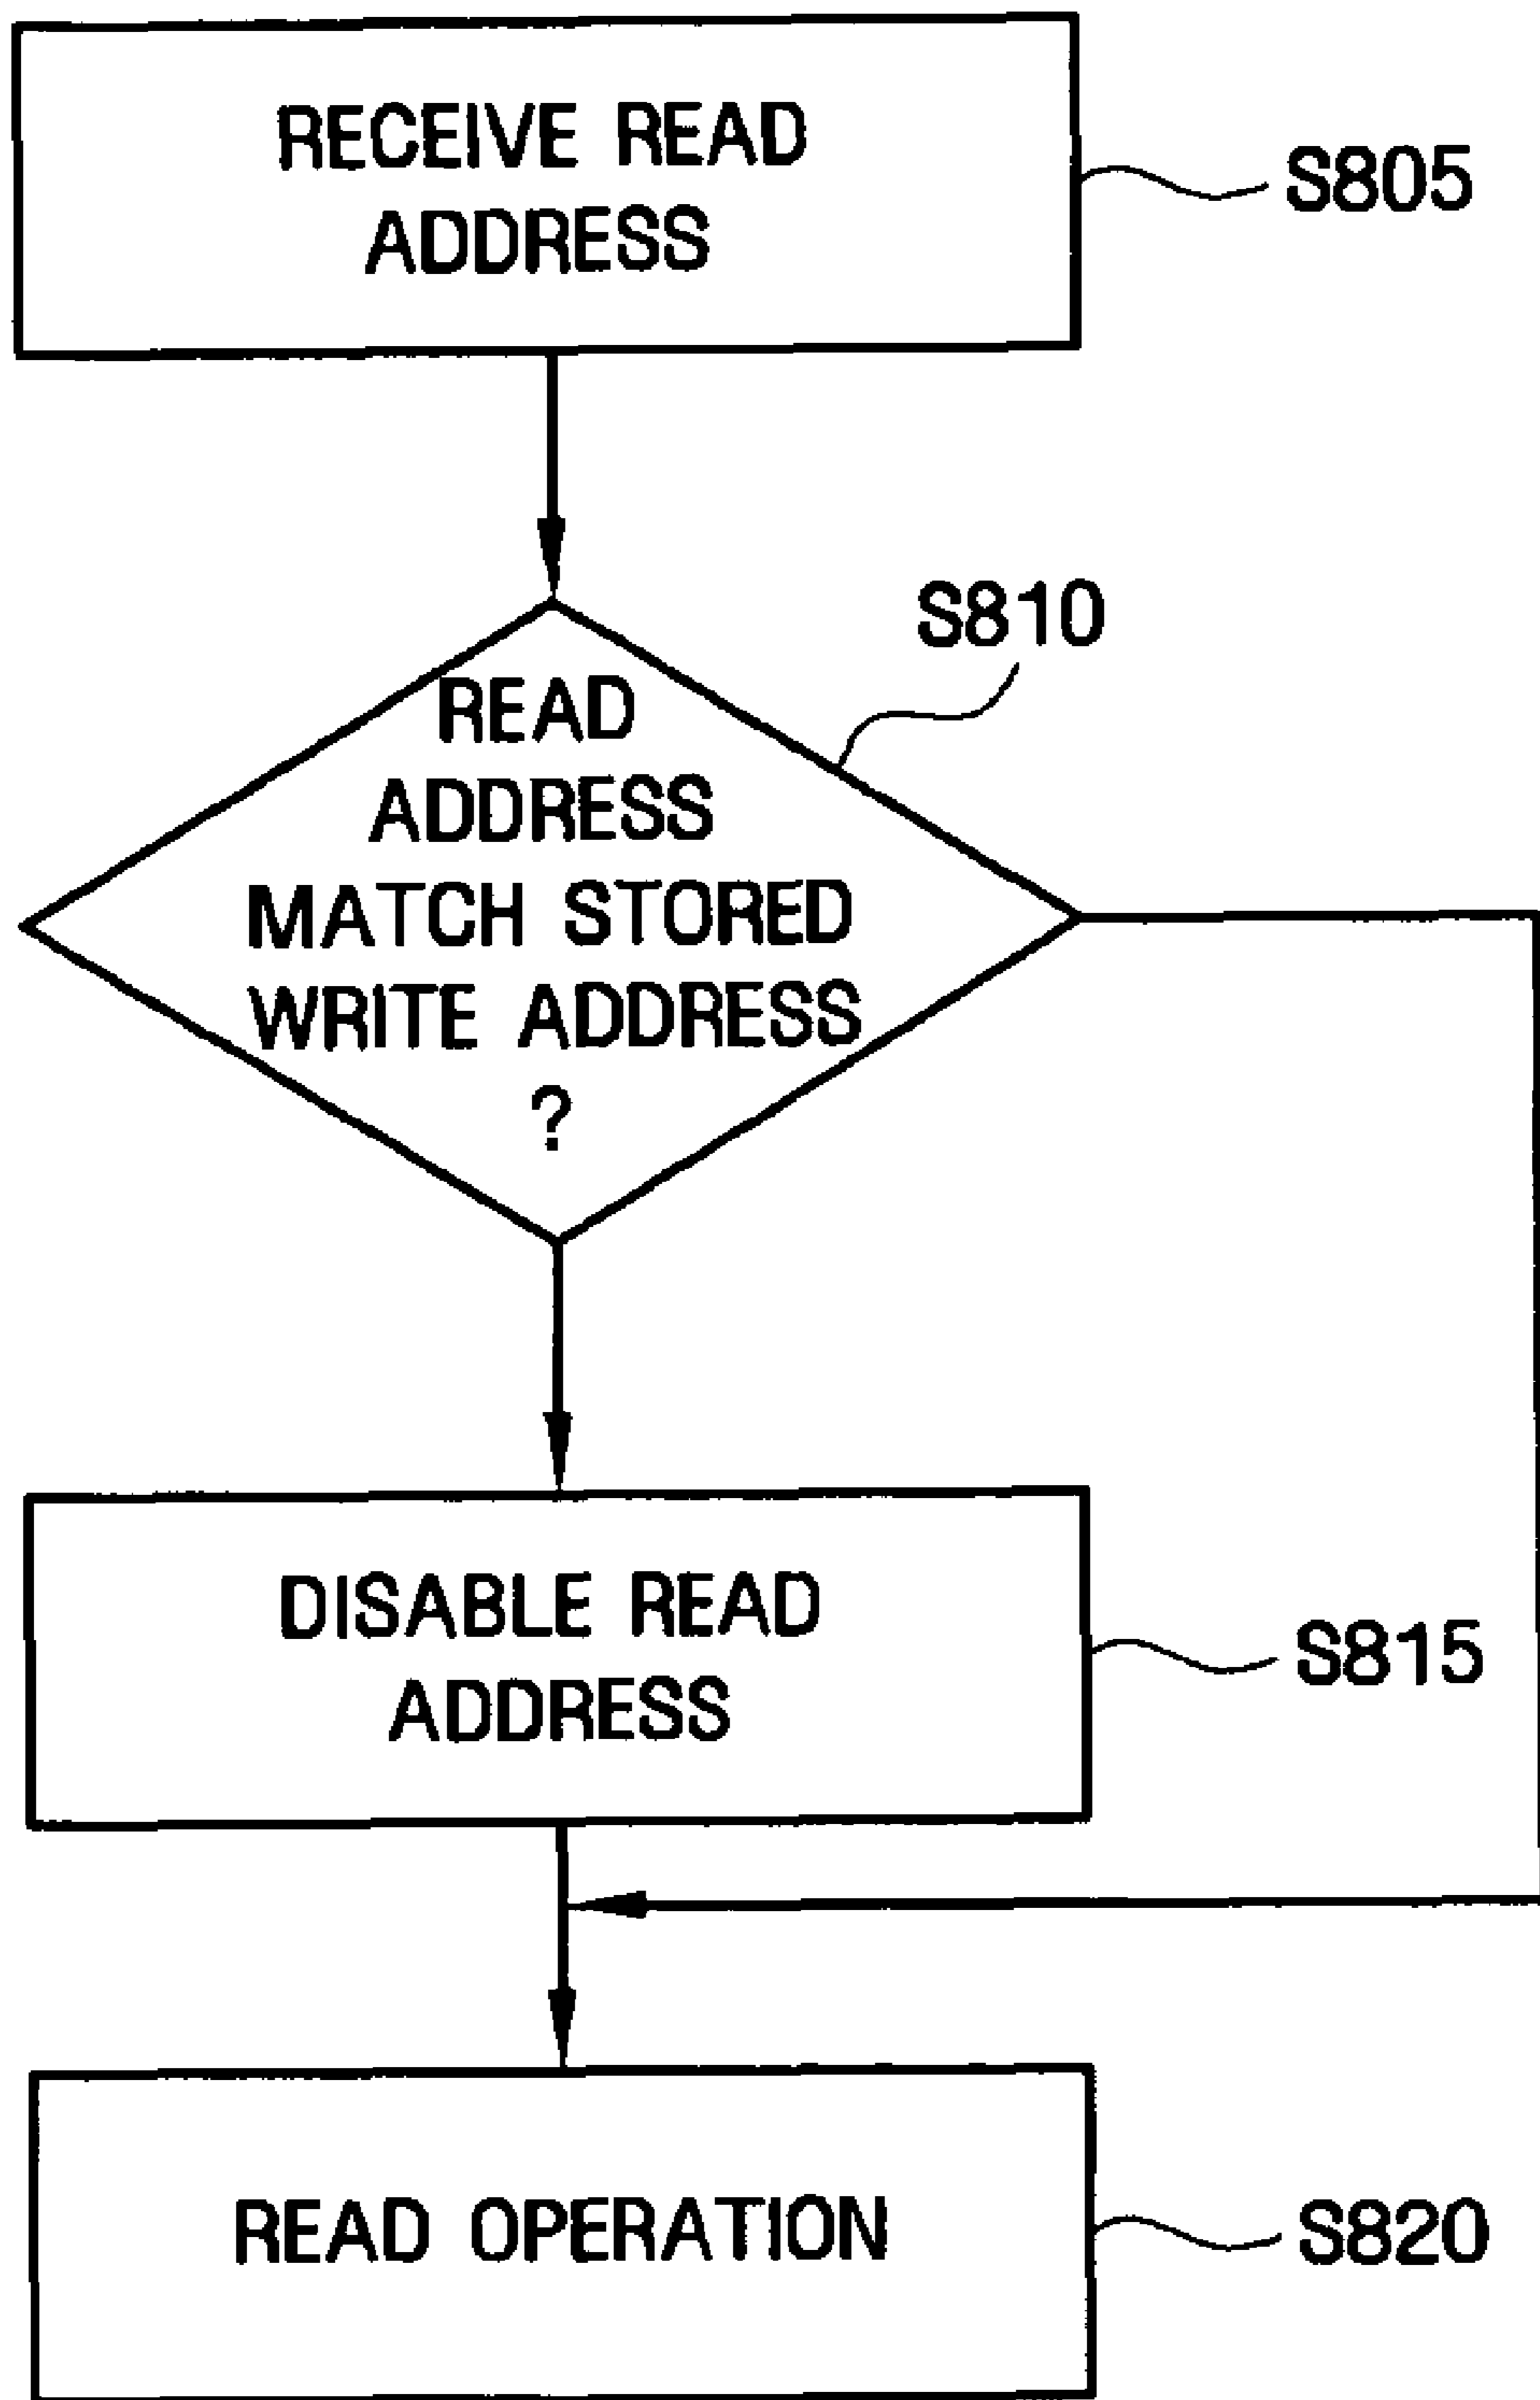 RECEIVE READ
ADDRESS
S805
S810
READ
ADDRESS
MATCH STORED
WRITE ADDRESS
?
DISABLE READ
ADDRESS
S815
READ OPERATION
S820